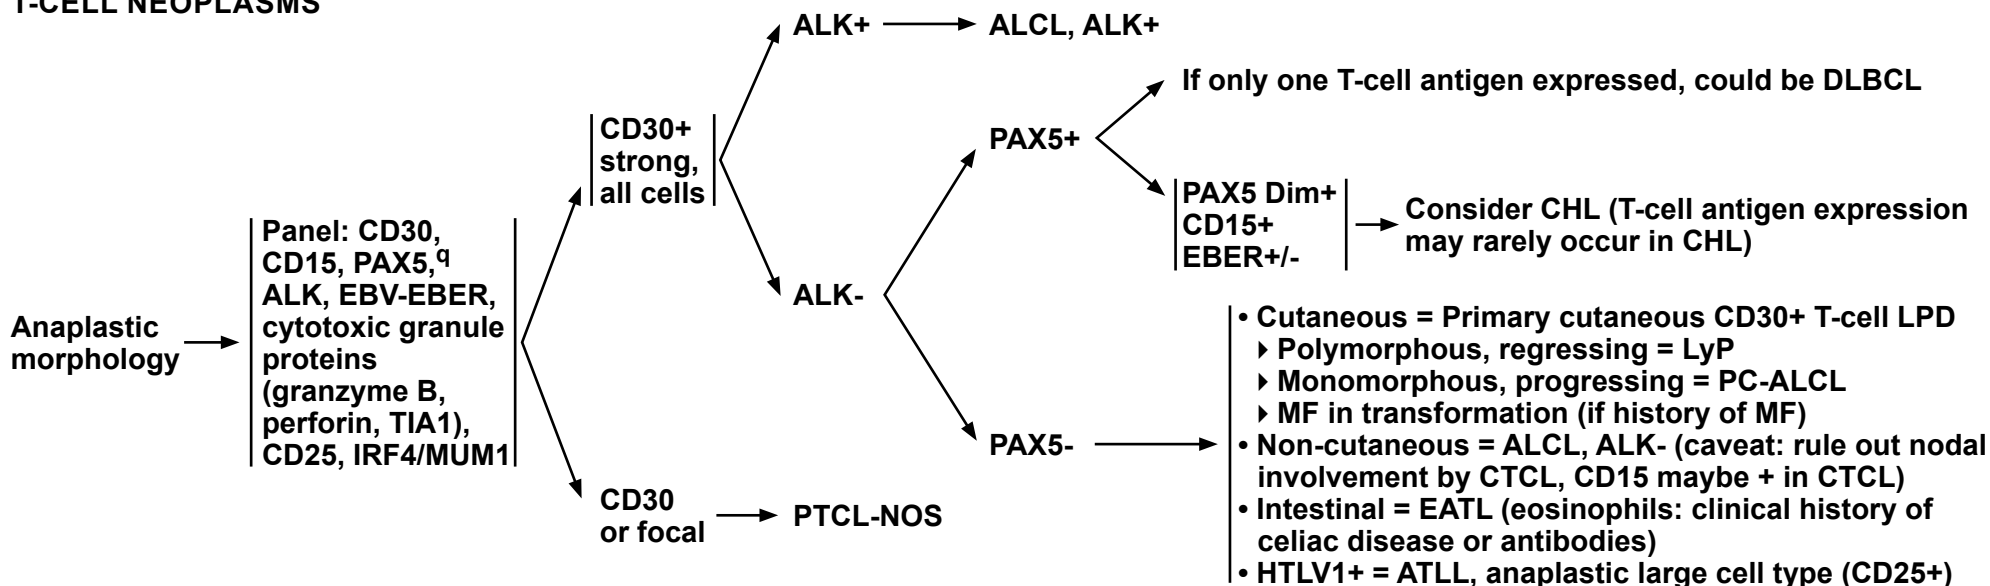 T-CELL NEOPLASMS
Anaplastic
morphology
Panel: CD30,
CD15, PAX5,q
ALK, EBV-EBER,
cytotoxic granule
proteins
(granzyme B,
perforin, TIA1),
CD25, IRF4/MUM1
CD30+
strong,
all cells
ALK+
ALCL, ALK+
ALK-
PAX5+
If only one T-cell antigen expressed, could be DLBCL
PAX5 Dim+
CD15+
EBER+/-
Consider CHL (T-cell antigen expression
may rarely occur in CHL)
PAX5-
• Cutaneous = Primary cutaneous CD30+ T-cell LPD
‣ Polymorphous, regressing = LyP
‣ Monomorphous, progressing = PC-ALCL
‣ MF in transformation (if history of MF)
• Non-cutaneous = ALCL, ALK- (caveat: rule out nodal
involvement by CTCL, CD15 maybe + in CTCL)
• Intestinal = EATL (eosinophils: clinical history of
celiac disease or antibodies)
• HTLV1+ = ATLL, anaplastic large cell type (CD25+)
CD30
or focal
PTCL-NOS